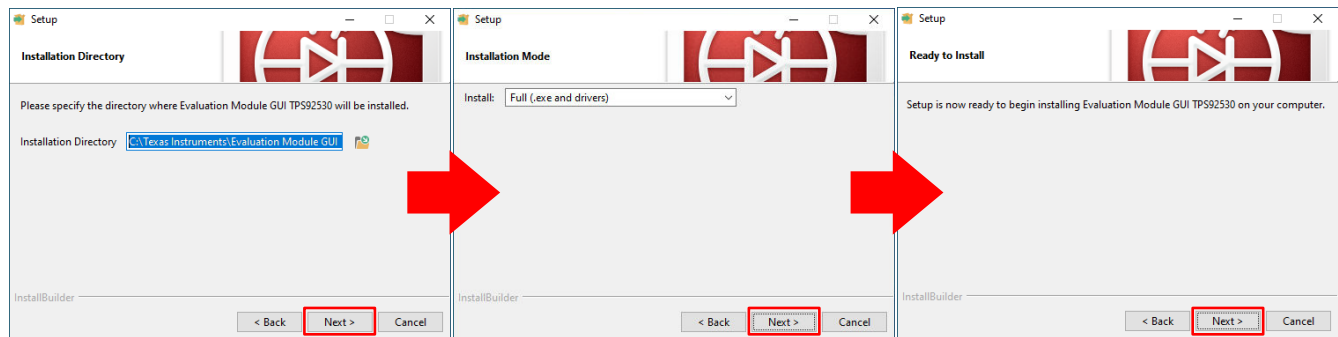 Setup
Installation Directory
Please specify the directory where Evaluation Module GUI TPS92530 will be installed.
Installation Directory C:\Texas Instruments\Evaluation Module GUI
InstallBuilder
< Back Next > Cancel
Setup
Installation Mode
Install: Full (.exe and drivers)
InstallBuilder
< Back Next > Cancel
Setup
Ready to Install
Setup is now ready to begin installing Evaluation Module GUI TPS92530 on your computer.
InstallBuilder
< Back Next > Cancel